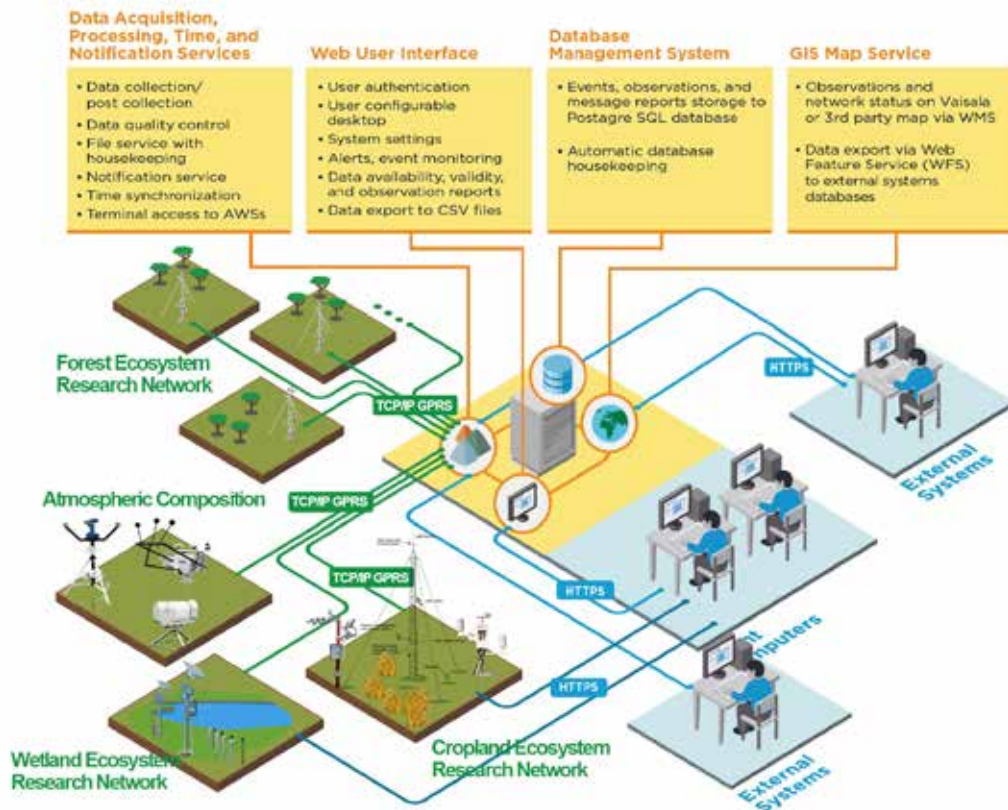 Data Acquisition,
Processing, Time, and
Notification Services
• Data collection/
post collection
• Data quality control
• File service with
housekeeping
• Notification service
• Time synchronization
• Terminal access to AWSs
Web User Interface
• User authentication
• User configurable
desktop
• System settings
• Alerts, event monitoring
• Data availability, validity,
and observation reports
• Data export to CSV files
Database
Management System
• Events, observations, and
message reports storage to
Postagre SQL database
• Automatic database
housekeeping
GIS Map Service
• Observations and
network status on Vaisala
or 3rd party map via WMS
• Data export via Web
Feature Service (WFS)
to external systems
databases
Forest Ecosystem
Research Network
TCP/IP GPRS
HTTPS
External
Systems
Atmospheric Composition
TCP/IP GPRS
TCP/IP GPRS
HTTPS
HTTPS
Wetland Ecosystem
Research Network
Cropland Ecosystem
Research Network
External
Systems